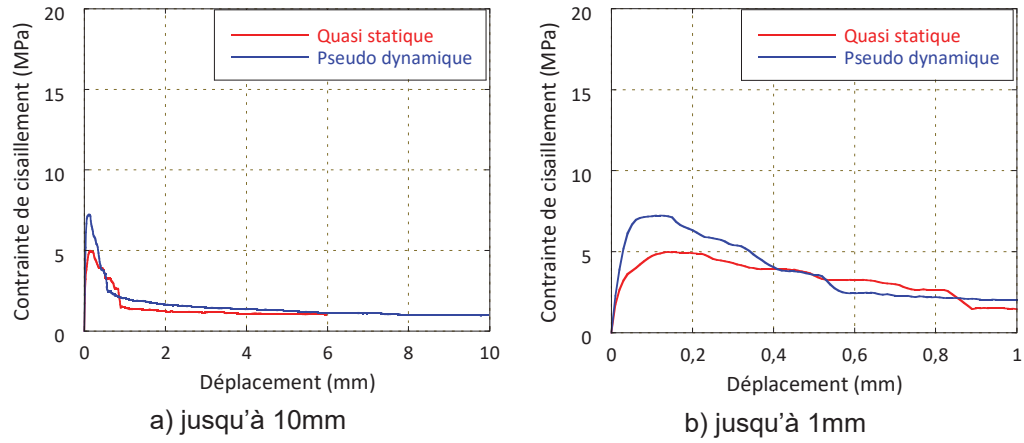 Contrainte de cisaillement (MPa)
20
15
10
5
0
Quasi statique
Pseudo dynamique
0 2 4 6 8 10
Déplacement (mm)
a) jusqu'à 10mm
Contrainte de cisaillement (MPa)
20
15
10
5
0
Quasi statique
Pseudo dynamique
0 0,2 0,4 0,6 0,8 1
Déplacement (mm)
b) jusqu'à 1mm